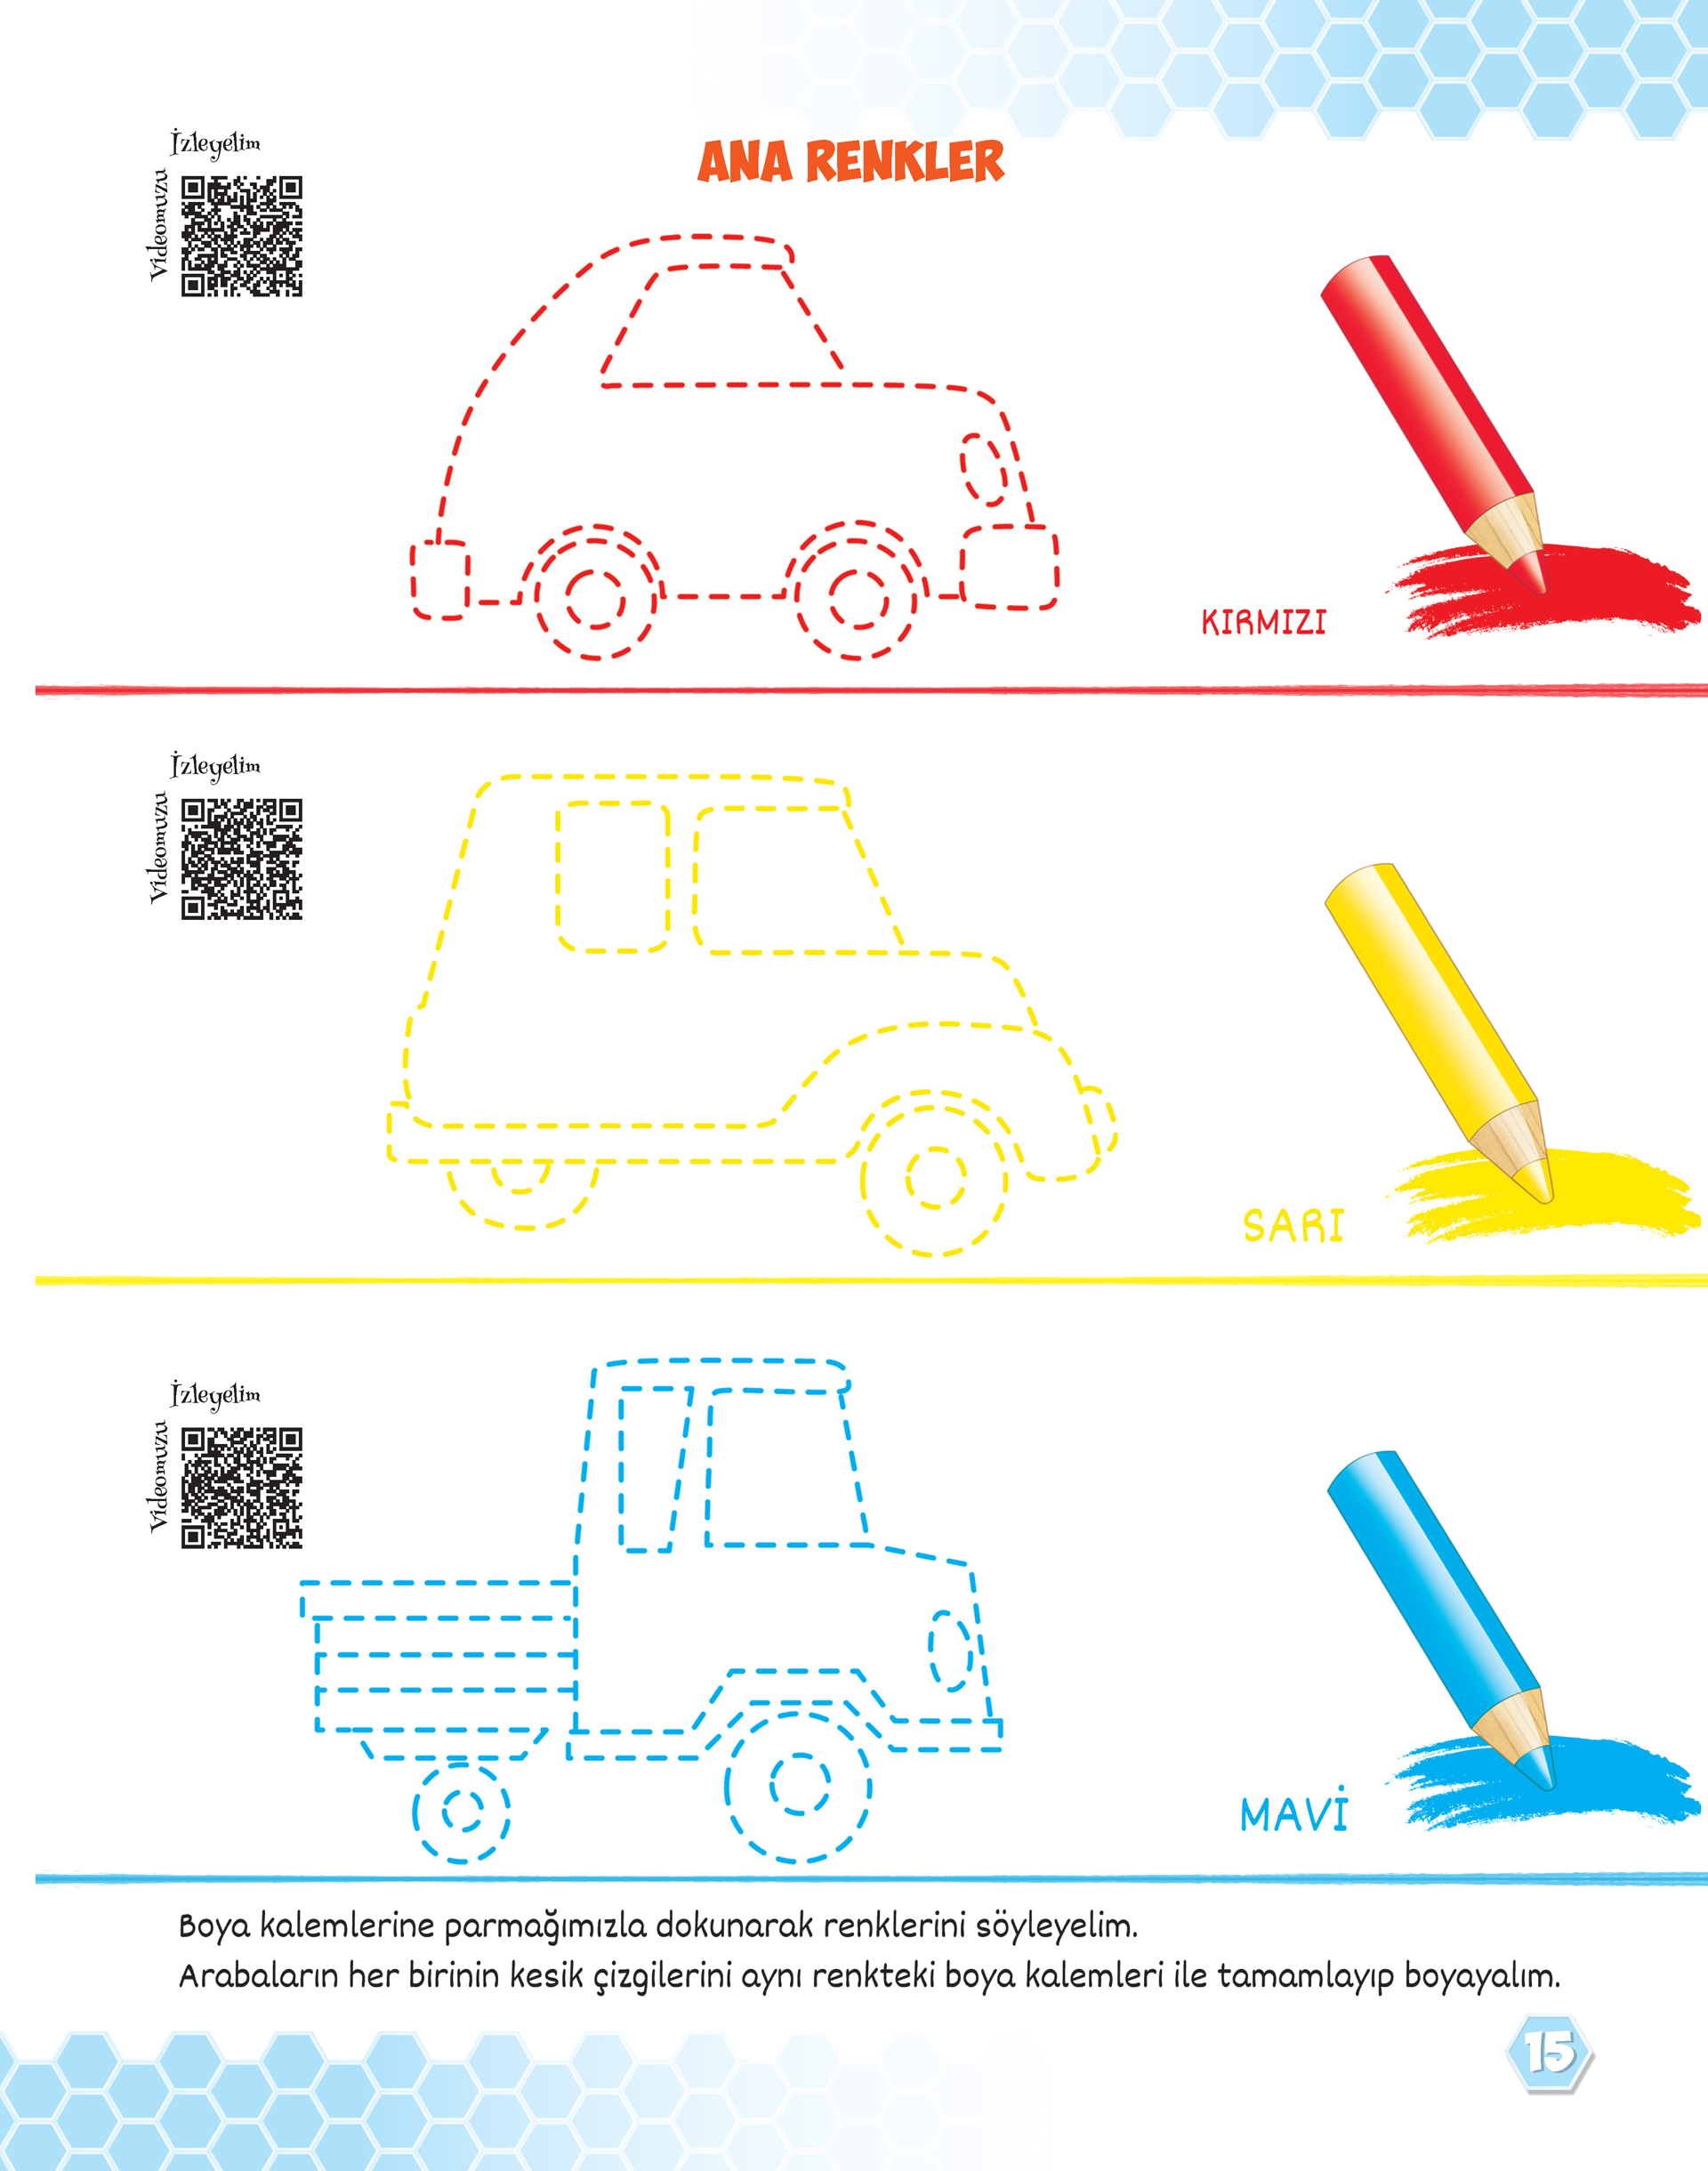 ANA RENKLER
İzleyelim
Videomuzu
KIRMIZI
İzleyelim
Videomuzu
SARI
İzleyelim
Videomuzu
MAVİ
Boya kalemlerine parmağımızla dokunarak renklerini söyleyelim.
Arabaların her birinin kesik çizgilerini aynı renkteki boya kalemleri ile tamamlayıp boyayalım.
15